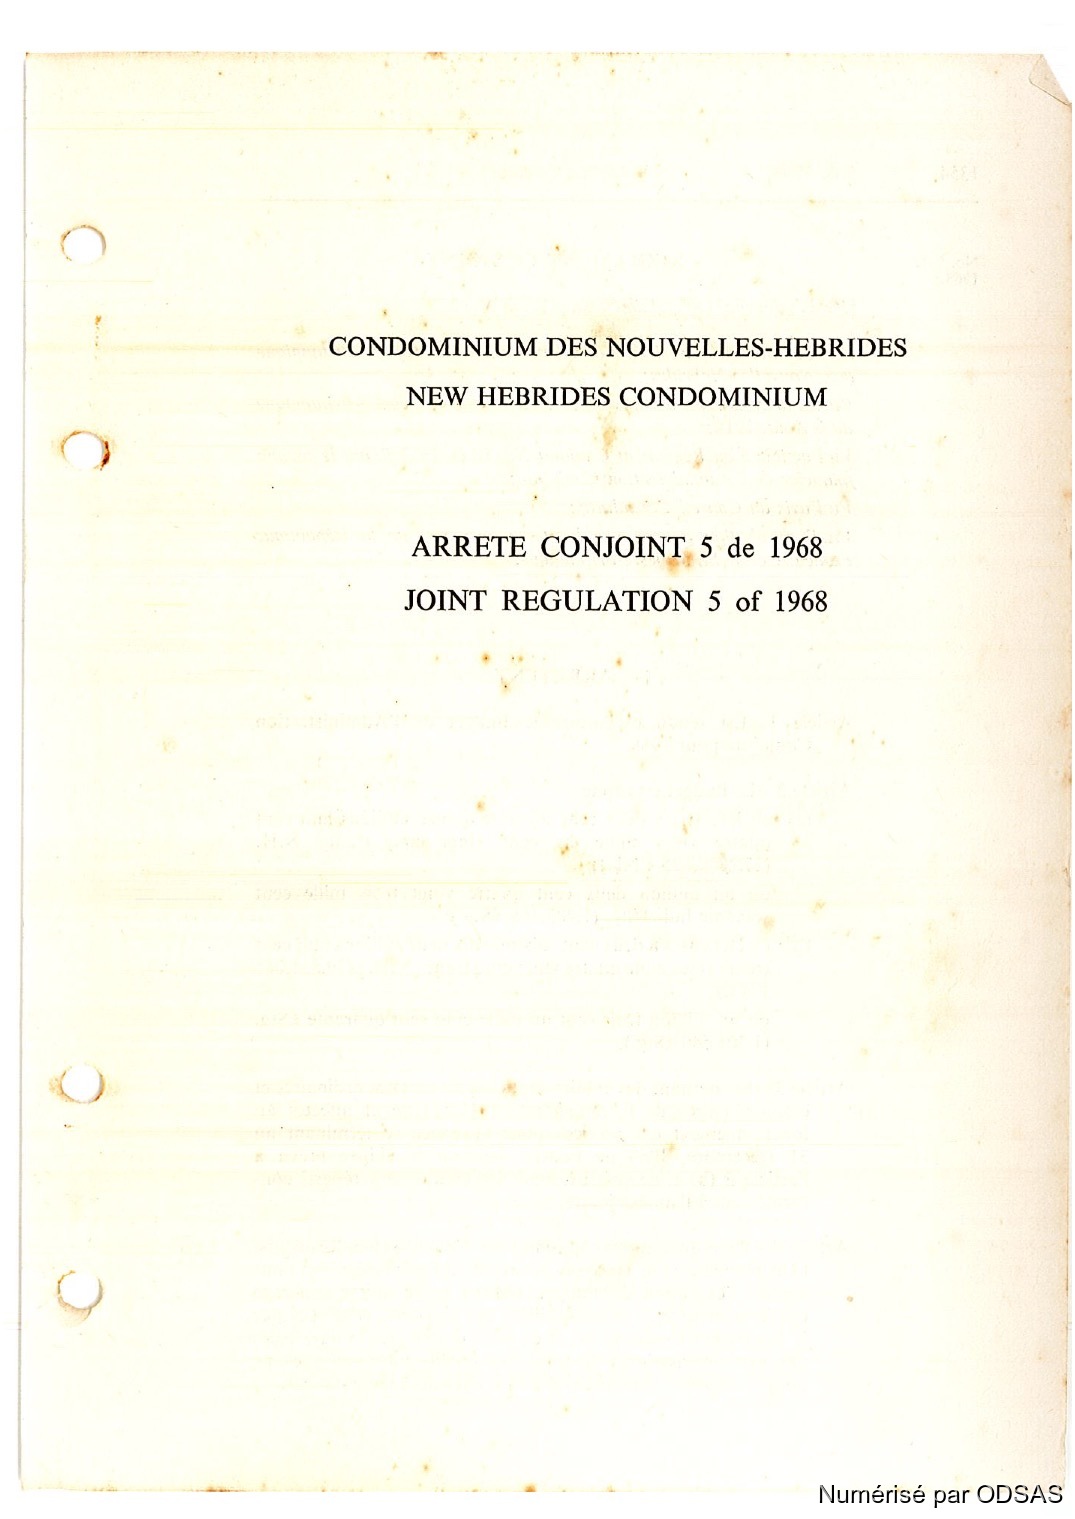 CONDOMINIUM DES NOUVELLES-HEBRIDES
NEW HEBRIDES CONDOMINIUM
ARRETE CONJOINT 5 de 1968
JOINT REGULATION 5 of 1968
Numérisé par ODSAS